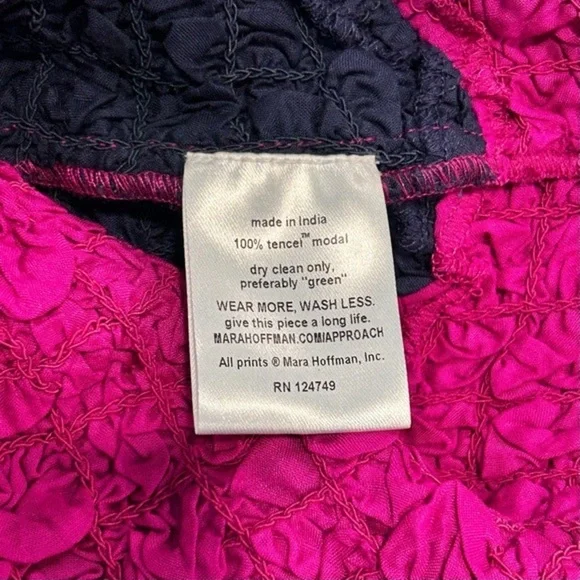 made in India
100% tencel™ modal
dry clean only,
preferably "green"
WEAR MORE, WASH LESS.
give this piece a long life.
MARAHOFFMAN.COM/APPROACH
All prints ® Mara Hoffman, Inc.
RN 124749